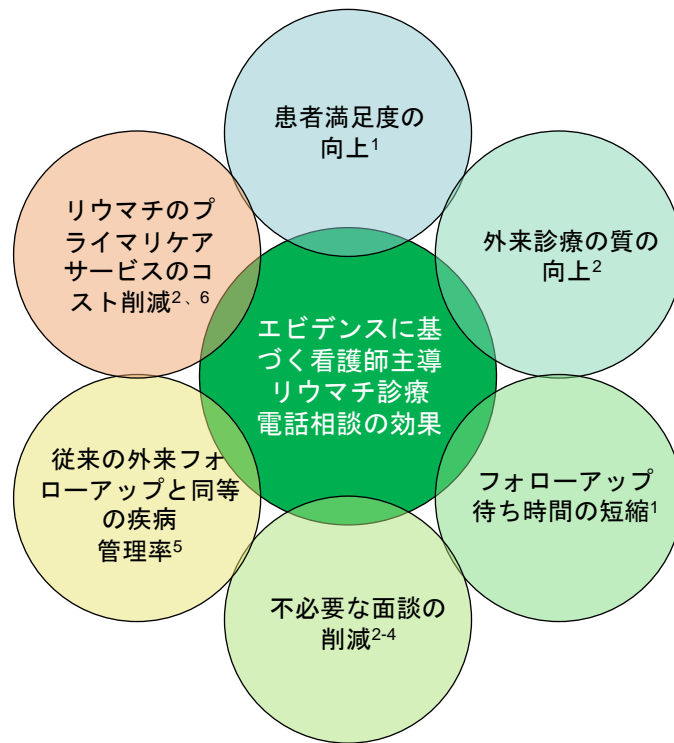 患者満足度の
向上1
リウマチのプ
ライマリケア
サービスのコ
スト削減2、6
外来診療の質の
向上2
エビデンスに基
づく看護師主導
リウマチ診療
電話相談の効果
従来の外来フォ
ローアップと同等
の疾病
管理率5
フォローアップ
待ち時間の短縮1
不必要な面談の
削減2-4